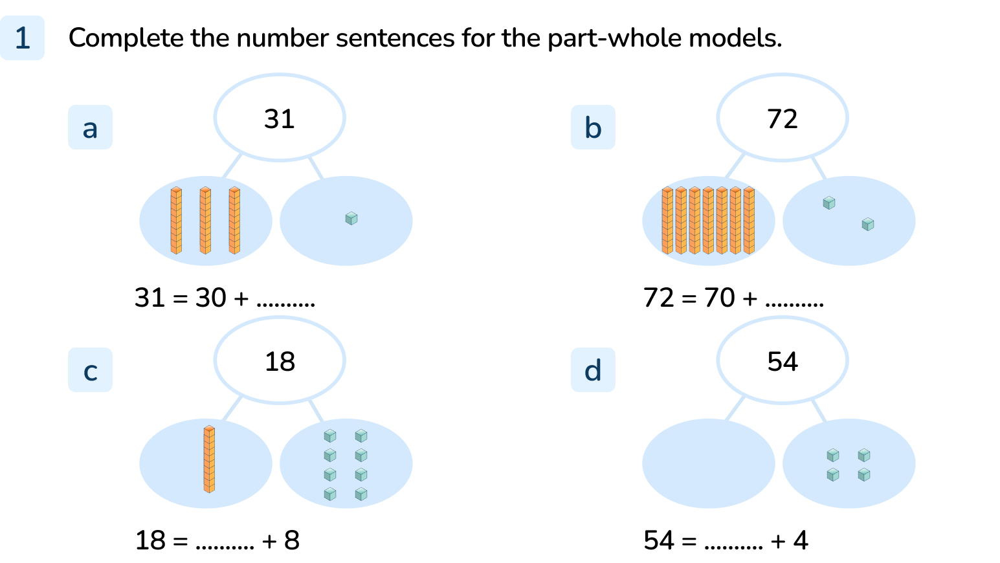 1 Complete the number sentences for the part-whole models.
a 31
b 72
31 = 30 + ..........
72 = 70 + ..........
c 18
d 54
18 = .......... + 8
54 = .......... + 4